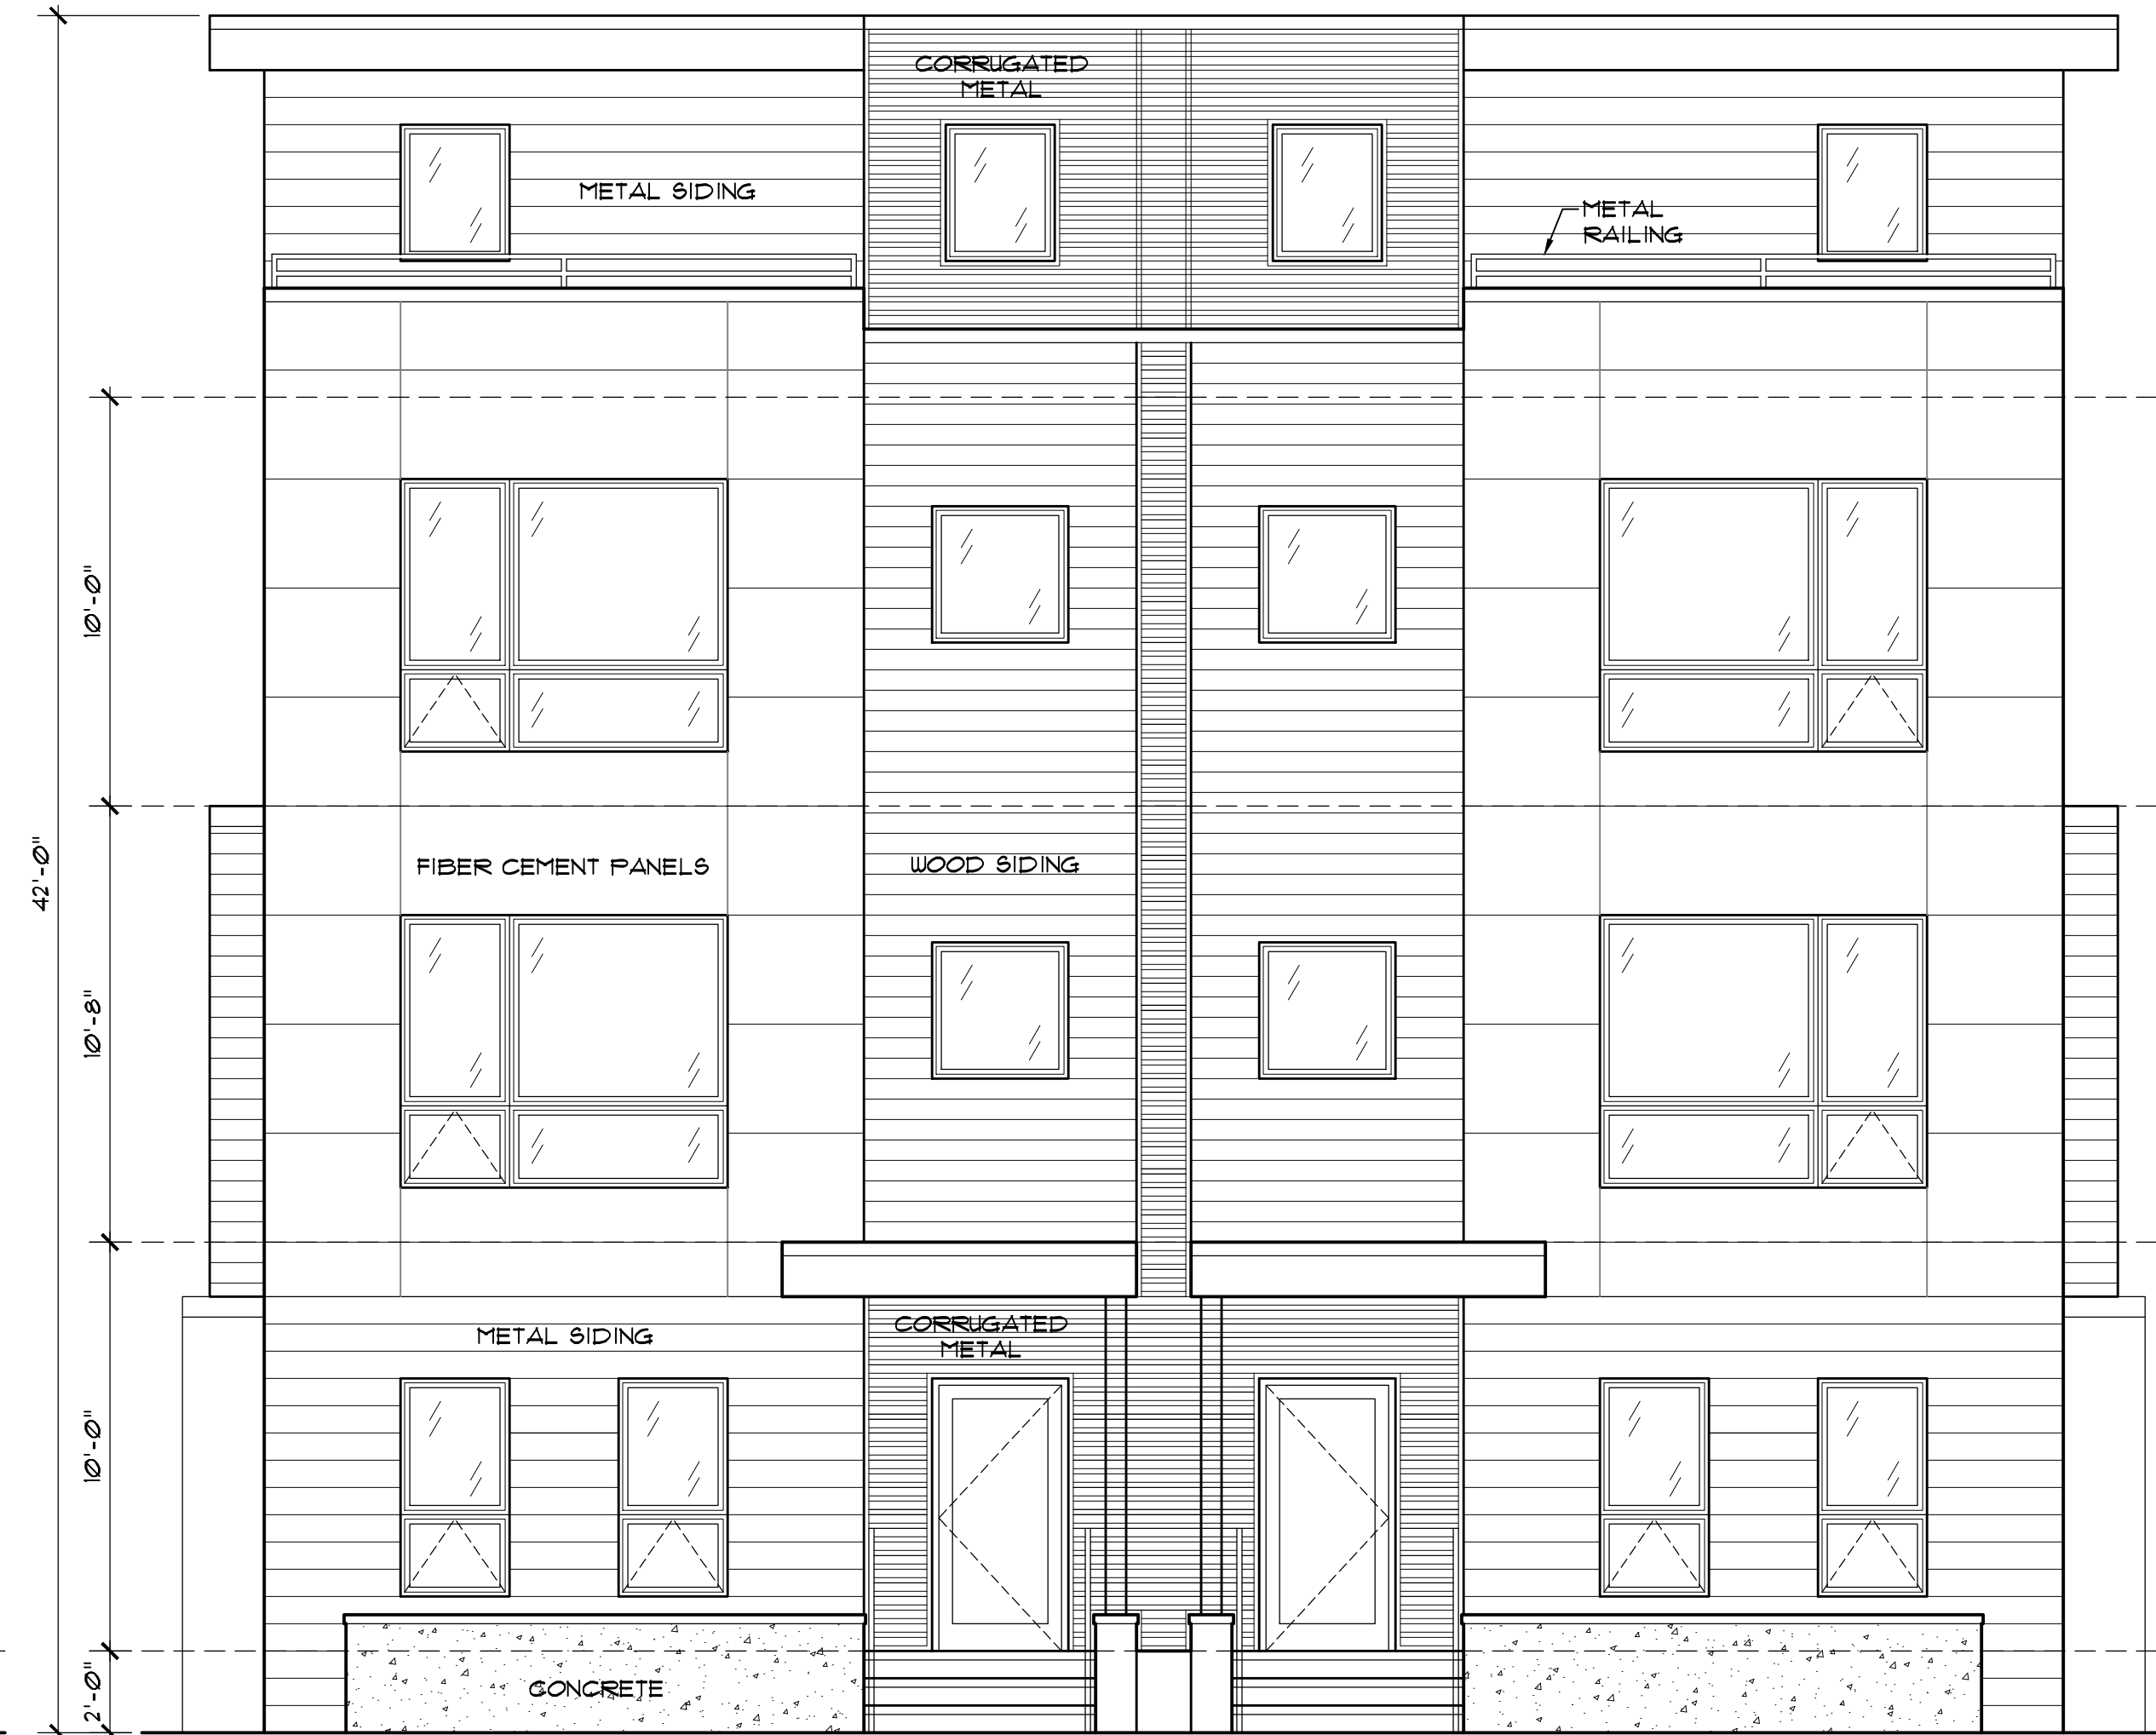 CORRUGATED
METAL
METAL SIDING
METAL
RAILING
10'-0"
42'-0"
FIBER CEMENT PANELS
WOOD SIDING
10'-8"
METAL SIDING
CORRUGATED
METAL
10'-0"
CONCRETE
2'-0"